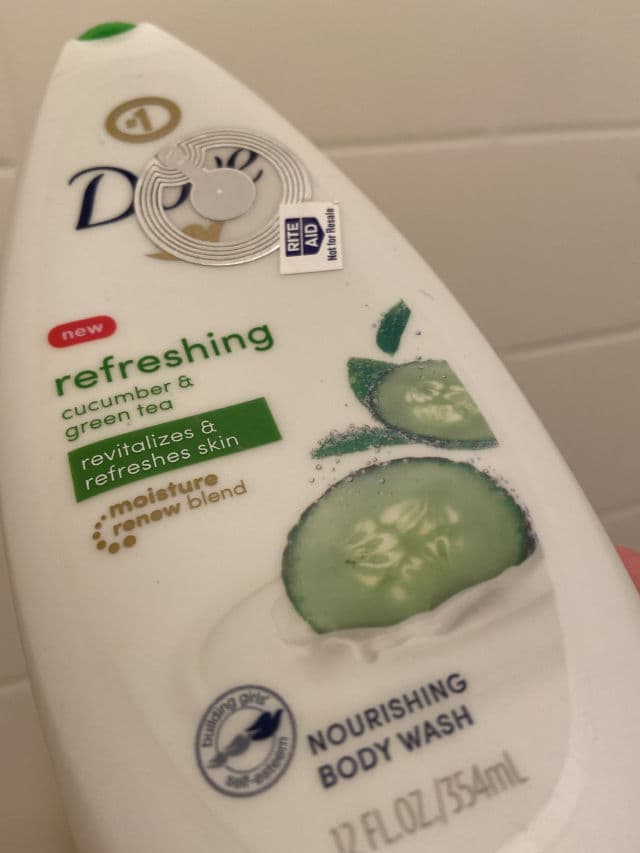 #1
Dove
RITE
AID
Not for Resale
new
refreshing
cucumber &
green tea
revitalizes &
refreshes skin
moisture
renew blend
building girls'
self-esteem
NOURISHING
BODY WASH
12 FL.OZ/354mL